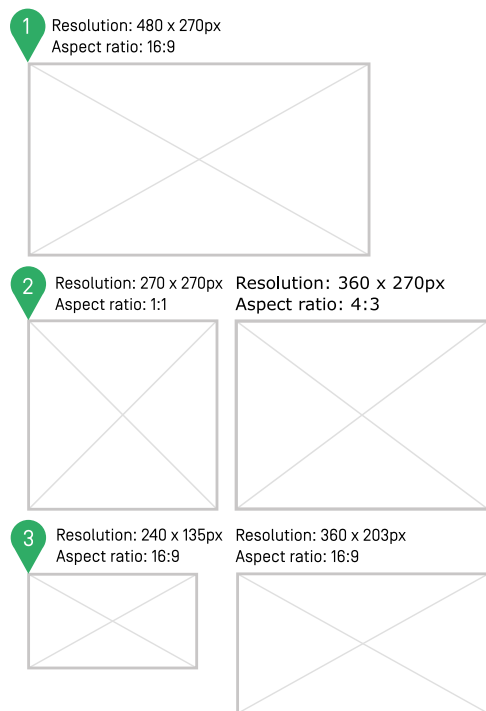 1
Resolution: 480 x 270px
Aspect ratio: 16:9
2
Resolution: 270 x 270px
Aspect ratio: 1:1
Resolution: 360 x 270px
Aspect ratio: 4:3
3
Resolution: 240 x 135px
Aspect ratio: 16:9
Resolution: 360 x 203px
Aspect ratio: 16:9